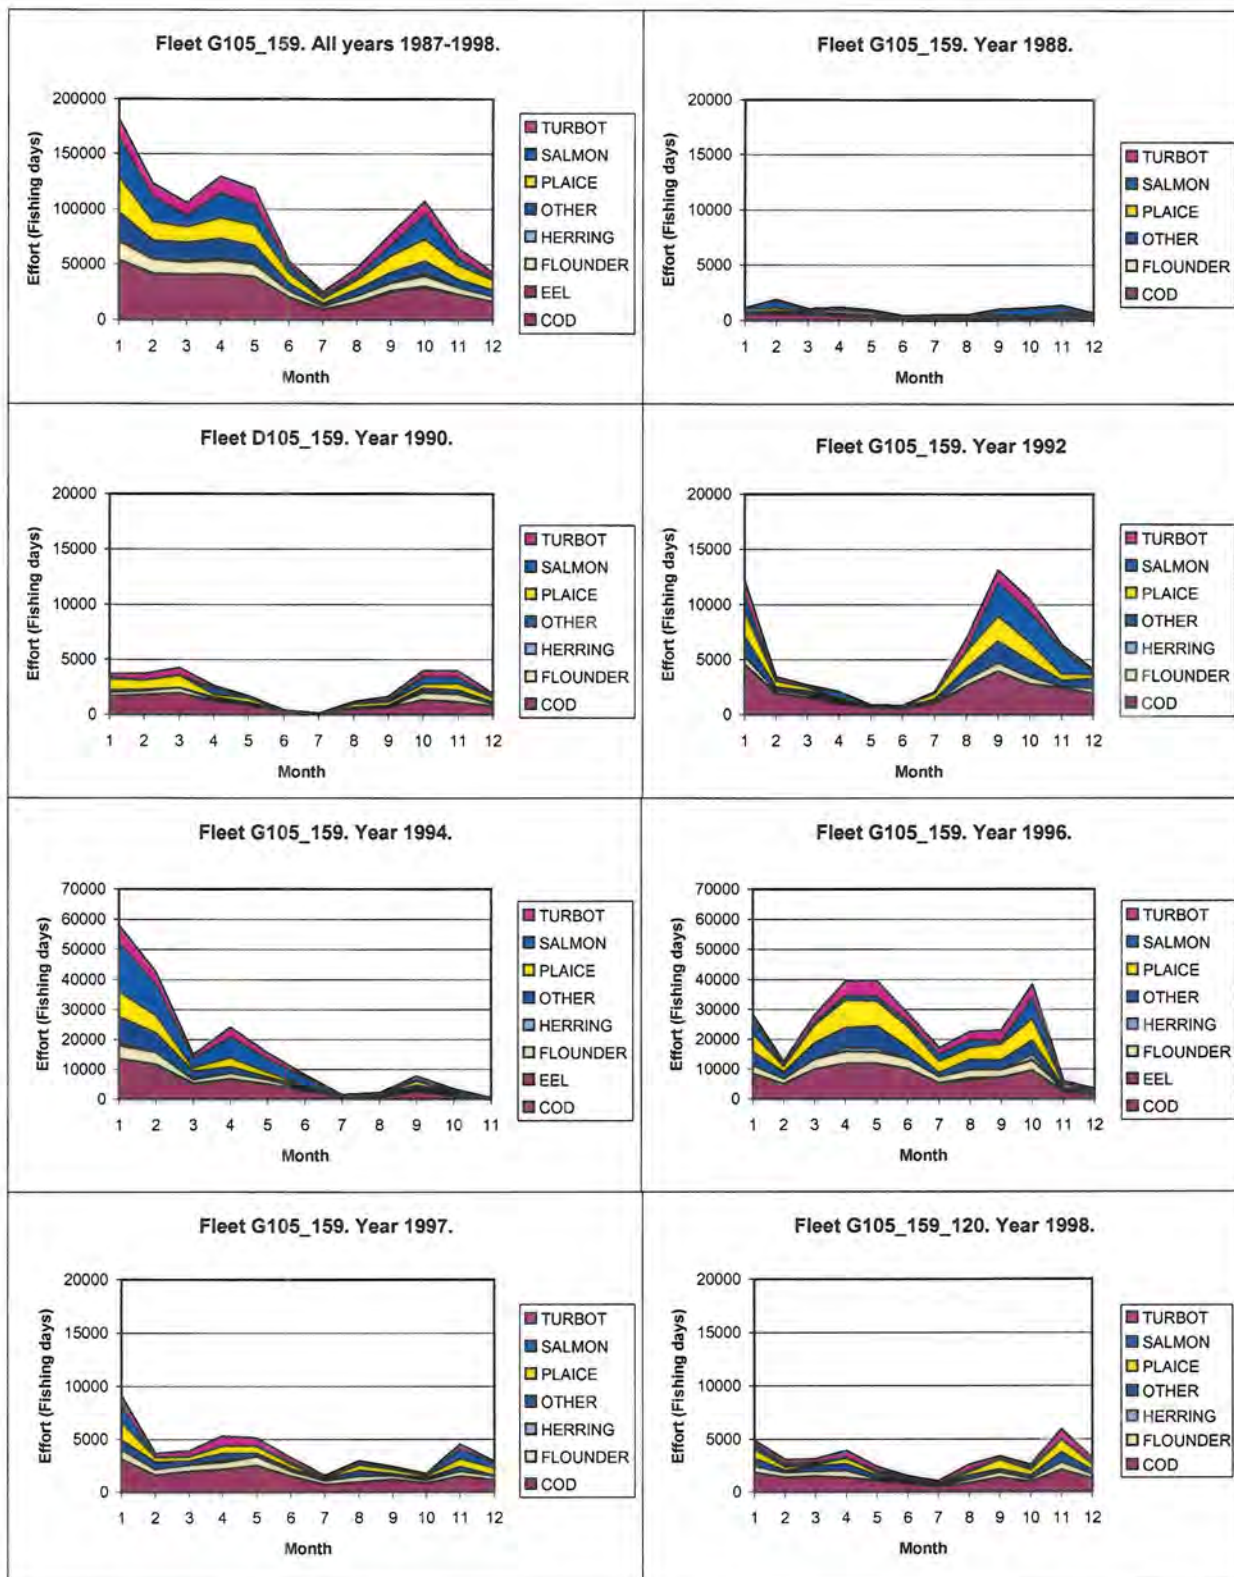 Fleet G105_159. All years 1987-1998.
Effort (Fishing days)
200000
150000
100000
50000
0
1 2 3 4 5 6 7 8 9 10 11 12
Month
TURBOT
SALMON
PLAICE
OTHER
HERRING
FLOUNDER
EEL
COD
Fleet G105_159. Year 1988.
Effort (Fishing days)
20000
15000
10000
5000
0
1 2 3 4 5 6 7 8 9 10 11 12
Month
TURBOT
SALMON
PLAICE
OTHER
FLOUNDER
COD
Fleet D105_159. Year 1990.
Effort (Fishing days)
20000
15000
10000
5000
0
1 2 3 4 5 6 7 8 9 10 11 12
Month
TURBOT
SALMON
PLAICE
OTHER
HERRING
FLOUNDER
COD
Fleet G105_159. Year 1992
Effort (Fishing days)
20000
15000
10000
5000
0
1 2 3 4 5 6 7 8 9 10 11 12
Month
TURBOT
SALMON
PLAICE
OTHER
HERRING
FLOUNDER
COD
Fleet G105_159. Year 1994.
Effort (Fishing days)
70000
60000
50000
40000
30000
20000
10000
0
1 2 3 4 5 6 7 8 9 10 11
Month
TURBOT
SALMON
PLAICE
OTHER
HERRING
FLOUNDER
EEL
COD
Fleet G105_159. Year 1996.
Effort (Fishing days)
70000
60000
50000
40000
30000
20000
10000
0
1 2 3 4 5 6 7 8 9 10 11 12
Month
TURBOT
SALMON
PLAICE
OTHER
HERRING
FLOUNDER
EEL
COD
Fleet G105_159. Year 1997.
Effort (Fishing days)
20000
15000
10000
5000
0
1 2 3 4 5 6 7 8 9 10 11 12
Month
TURBOT
SALMON
PLAICE
OTHER
HERRING
FLOUNDER
COD
Fleet G105_159_120. Year 1998.
Effort (Fishing days)
20000
15000
10000
5000
0
1 2 3 4 5 6 7 8 9 10 11 12
Month
TURBOT
SALMON
PLAICE
OTHER
HERRING
FLOUNDER
COD